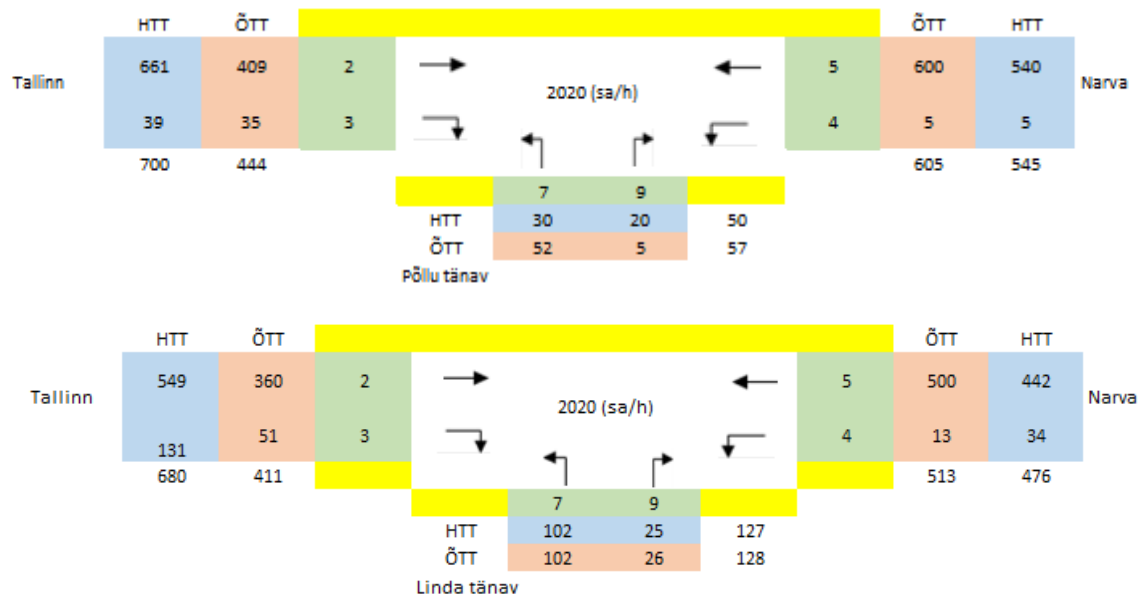 HTT ÕTT ÕTT HTT
Tallinn 661 409 2 5 600 540 Narva
2020 (sa/h)
39 35 3 4 5 5
700 444 605 545
7 9
HTT 30 20 50
ÕTT 52 5 57
Põllu tänav
HTT ÕTT ÕTT HTT
Tallinn 549 360 2 5 500 442 Narva
2020 (sa/h)
131 51 3 4 13 34
680 411 513 476
7 9
HTT 102 25 127
ÕTT 102 26 128
Linda tänav